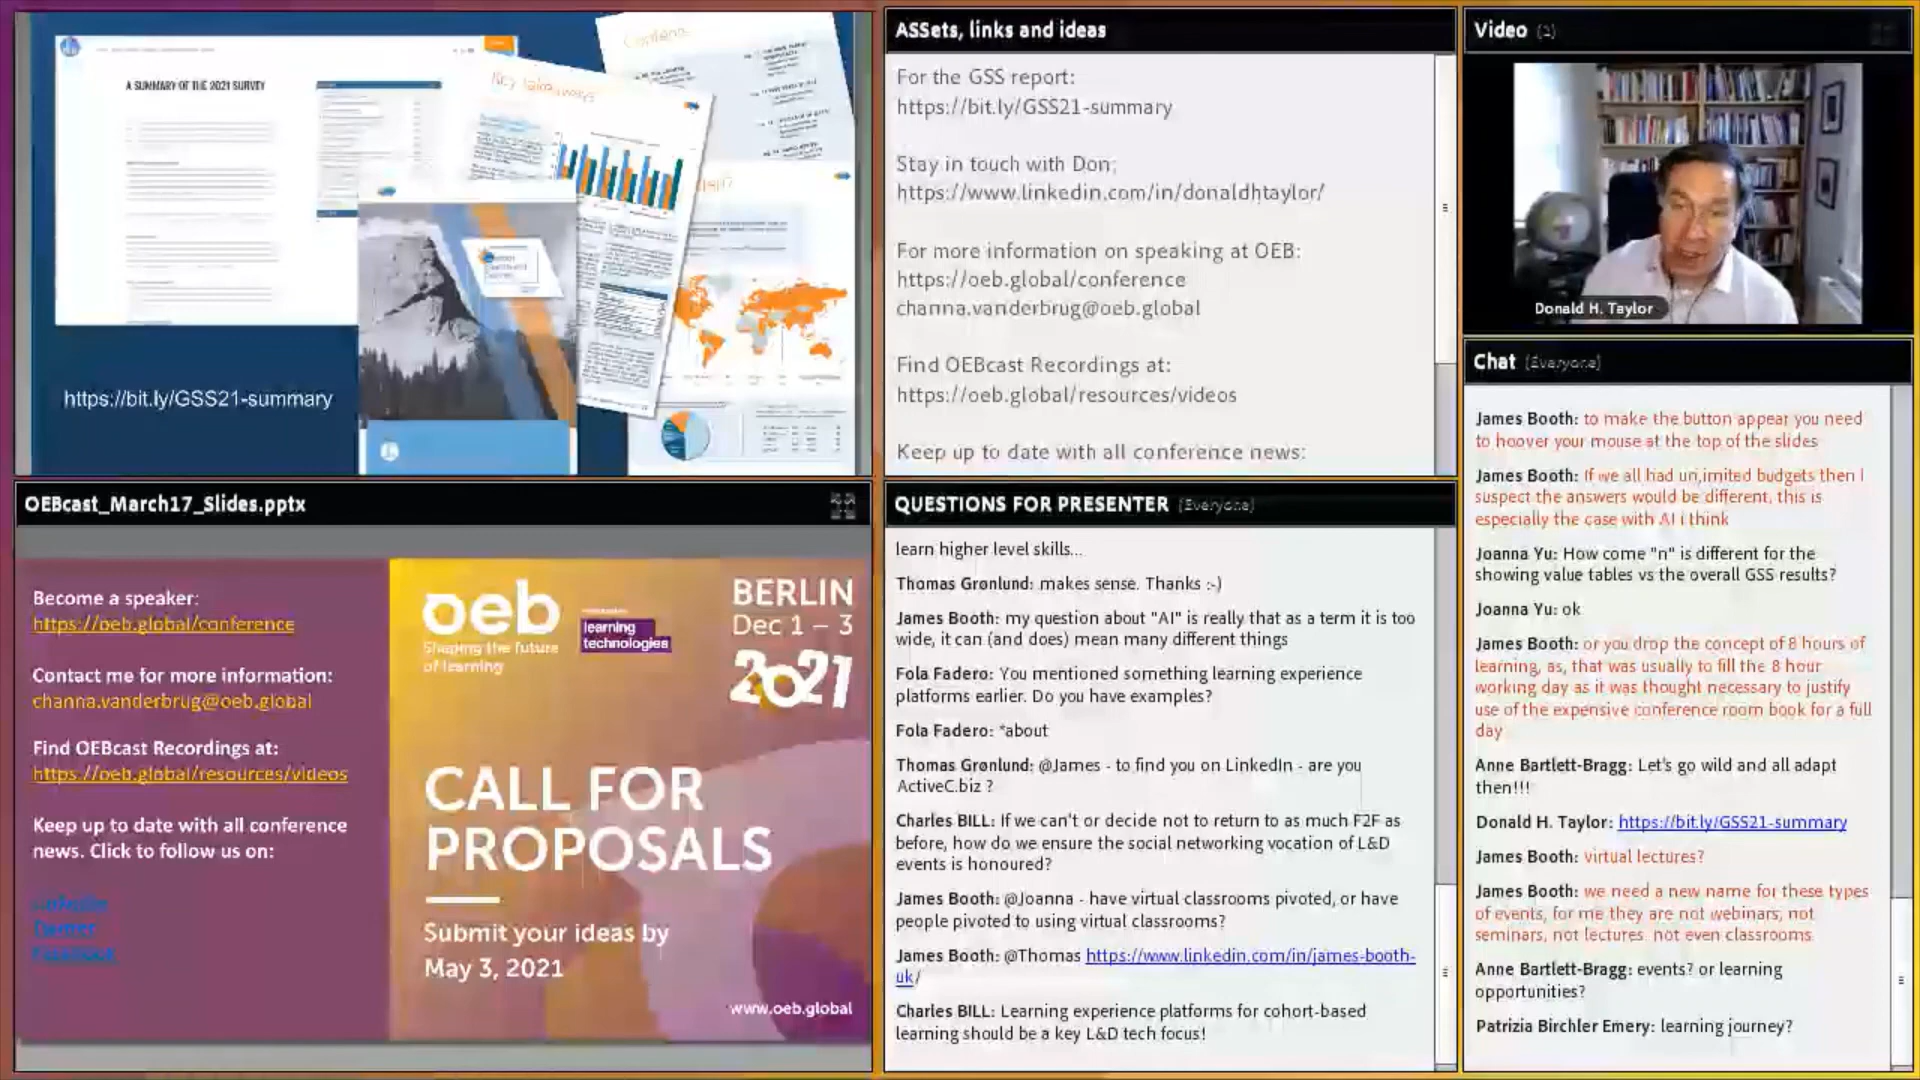 A SUMMARY OF THE 2021 SURVEY
Key takeaways
Contents
https://bit.ly/GSS21-summary
OEBcast_March17_Slides.pptx
Become a speaker:
https://oeb.global/conference
Contact me for more information:
channa.vanderbrug@oeb.global
Find OEBcast Recordings at:
https://oeb.global/resources/videos
Keep up to date with all conference
news. Click to follow us on:
LinkedIn
Twitter
Facebook
oeb
Shaping the future
of learning
learning
technologies
BERLIN
Dec 1 – 3
2021
CALL FOR
PROPOSALS
Submit your ideas by
May 3, 2021
www.oeb.global
ASSets, links and ideas
For the GSS report:
https://bit.ly/GSS21-summary
Stay in touch with Don;
https://www.linkedin.com/in/donaldhtaylor/
For more information on speaking at OEB:
https://oeb.global/conference
channa.vanderbrug@oeb.global
Find OEBcast Recordings at:
https://oeb.global/resources/videos
Keep up to date with all conference news:
QUESTIONS FOR PRESENTER (Everyone)
learn higher level skills...
Thomas Grønlund: makes sense. Thanks :-)
James Booth: my question about "AI" is really that as a term it is too
wide, it can (and does) mean many different things
Fola Fadero: You mentioned something learning experience
platforms earlier. Do you have examples?
Fola Fadero: *about
Thomas Grønlund: @James - to find you on LinkedIn - are you
ActiveC.biz ?
Charles BILL: If we can't or decide not to return to as much F2F as
before, how do we ensure the social networking vocation of L&D
events is honoured?
James Booth: @Joanna - have virtual classrooms pivoted, or have
people pivoted to using virtual classrooms?
James Booth: @Thomas https://www.linkedin.com/in/james-booth-
uk/
Charles BILL: Learning experience platforms for cohort-based
learning should be a key L&D tech focus!
Video (1)
Donald H. Taylor
Chat (Everyone)
James Booth: to make the button appear you need
to hoover your mouse at the top of the slides
James Booth: If we all had un,imited budgets then I
suspect the answers would be different, this is
especially the case with AI i think
Joanna Yu: How come "n" is different for the
showing value tables vs the overall GSS results?
Joanna Yu: ok
James Booth: or you drop the concept of 8 hours of
learning, as, that was usually to fill the 8 hour
working day as it was thought necessary to justify
use of the expensive conference room book for a full
day
Anne Bartlett-Bragg: Let's go wild and all adapt
then!!!
Donald H. Taylor: https://bit.ly/GSS21-summary
James Booth: virtual lectures?
James Booth: we need a new name for these types
of events, for me they are not webinars, not
seminars, not lectures, not even classrooms
Anne Bartlett-Bragg: events? or learning
opportunities?
Patrizia Birchler Emery: learning journey?